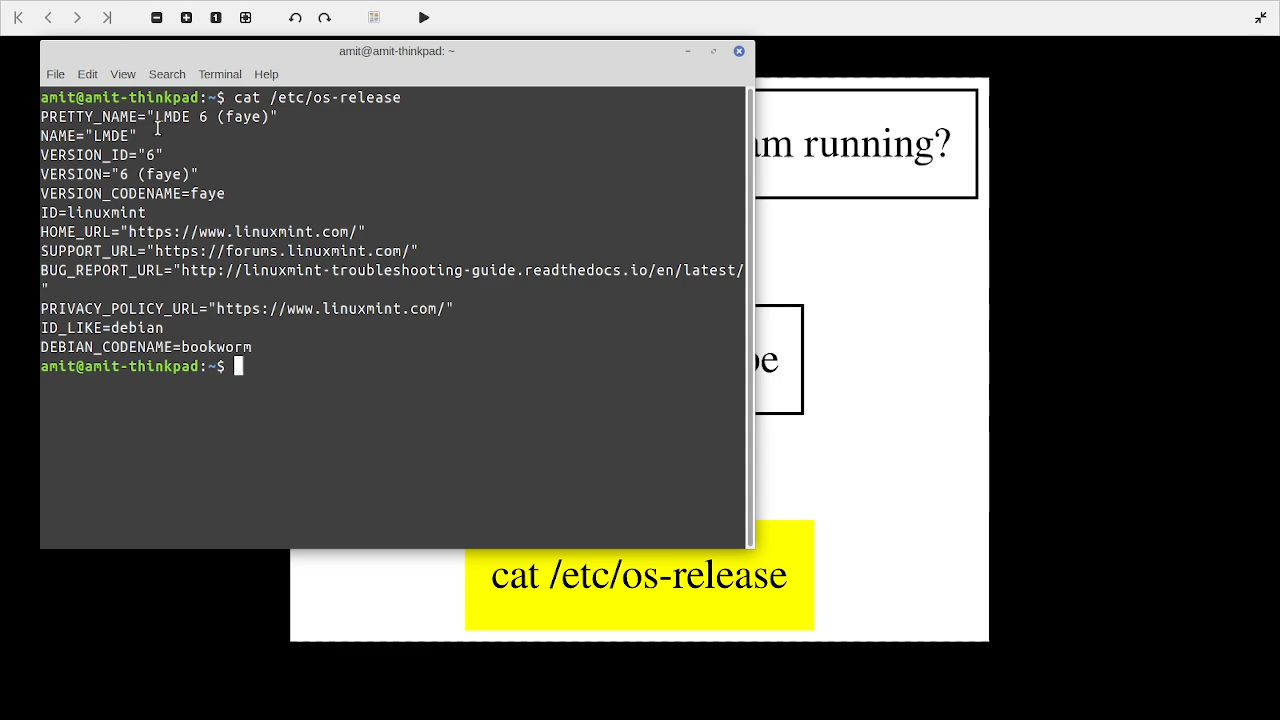 amit@amit-thinkpad: ~
File Edit View Search Terminal Help
amit@amit-thinkpad:~$ cat /etc/os-release
PRETTY_NAME="LMDE 6 (faye)"
NAME="LMDE"
VERSION_ID="6"
VERSION="6 (faye)"
VERSION_CODENAME=faye
ID=linuxmint
HOME_URL="https://www.linuxmint.com/"
SUPPORT_URL="https://forums.linuxmint.com/"
BUG_REPORT_URL="http://linuxmint-troubleshooting-guide.readthedocs.io/en/latest/
"
PRIVACY_POLICY_URL="https://www.linuxmint.com/"
ID_LIKE=debian
DEBIAN_CODENAME=bookworm
amit@amit-thinkpad:~$
am running?
cat /etc/os-release